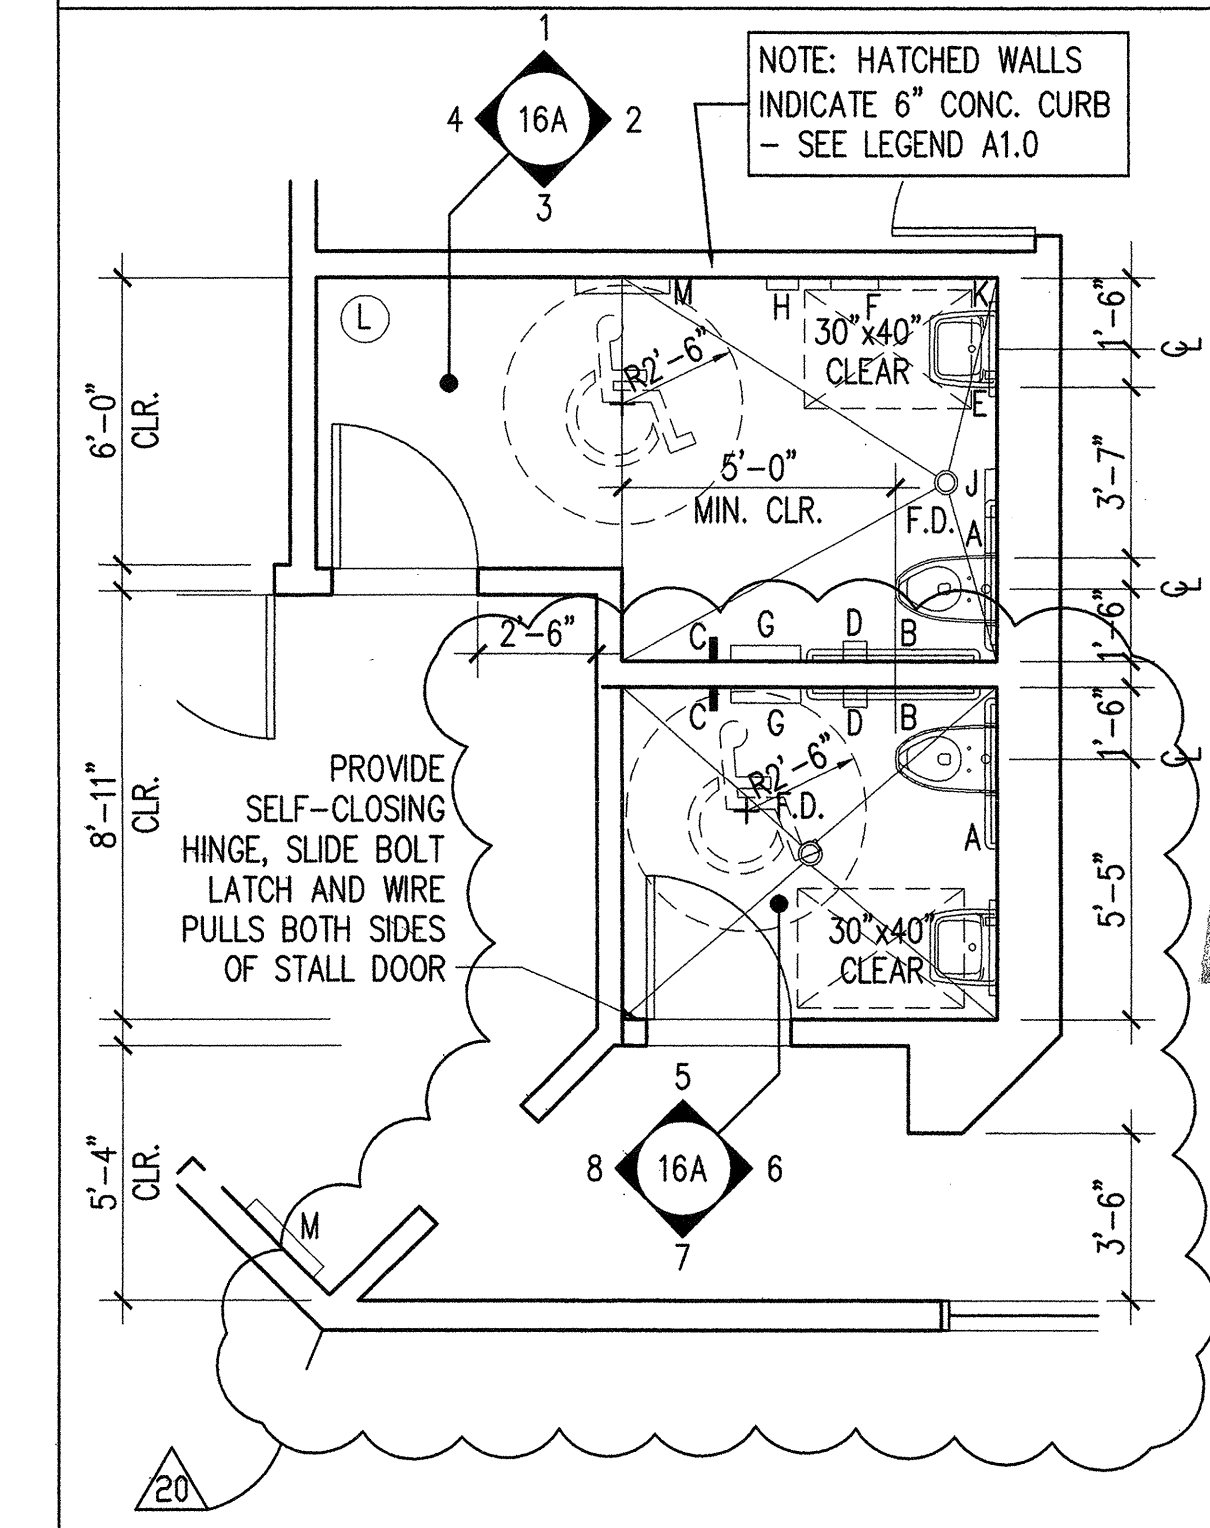 1
4 16A 2
3
NOTE: HATCHED WALLS
INDICATE 6" CONC. CURB
- SEE LEGEND A1.0
L
M
H
F
K
30"x40"
CLEAR
E
R2'-6"
1'-6"
CL
6'-0"
CLR.
5'-0"
MIN. CLR.
J
F.D.
A
3'-7"
CL
1'-6"
2'-6"
C
G
D
B
C
G
D
B
1'-6"
CL
R2'-6"
F.D.
A
8'-11"
CLR.
PROVIDE
SELF-CLOSING
HINGE, SLIDE BOLT
LATCH AND WIRE
PULLS BOTH SIDES
OF STALL DOOR
30"x40"
CLEAR
5'-5"
5
8 16A 6
7
5'-4"
CLR.
M
3'-6"
20